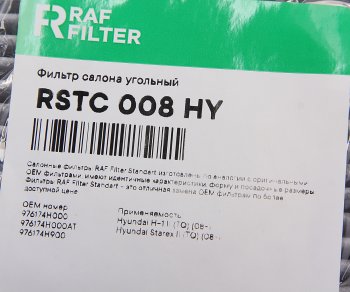 RAF
FILTER
Фильтр салона угольный
RSTC 008 HY
Салонные фильтры RAF Filter Standart изготовлены по аналогии с оригинальными
OEM фильтрами, имеют идентичные характеристики, форму и посадочные размеры
Фильтры RAF Filter Standart - это отличная замена OEM фильтрам по более
доступной цене
OEM номер
976174H000
976174H000AT
976174H900
Применяемость
Hyundai H-1 I (TQ) (08-)
Hyundai Starex II (TQ) (08-)